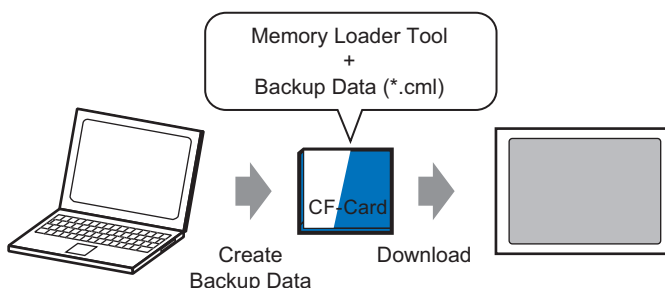 Memory Loader Tool
+
Backup Data (*.cml)
CF-Card
Create
Backup Data
Download